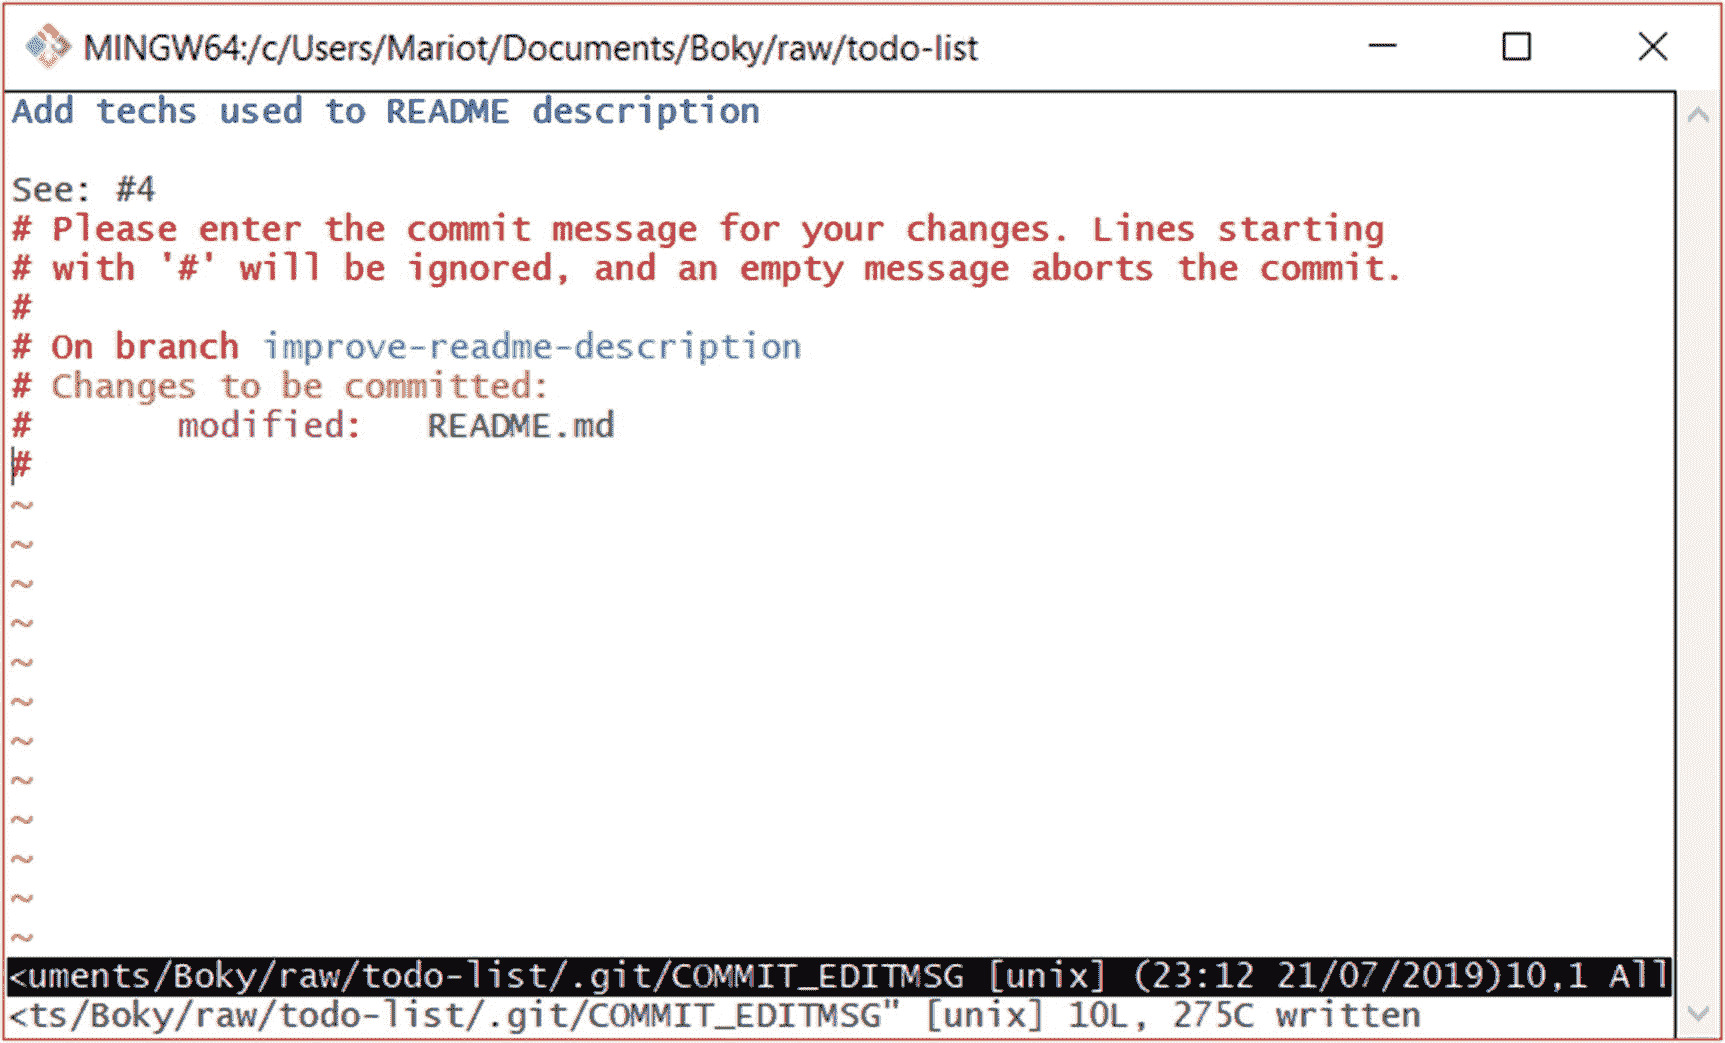 MINGW64:/c/Users/Mariot/Documents/Boky/raw/todo-list
Add techs used to README description
See: #4
# Please enter the commit message for your changes. Lines starting
# with '#' will be ignored, and an empty message aborts the commit.
#
# On branch improve-readme-description
# Changes to be committed:
#       modified:   README.md
#
~
~
~
~
~
~
~
~
~
~
~
~
<uments/Boky/raw/todo-list/.git/COMMIT_EDITMSG [unix] (23:12 21/07/2019)10,1 All
<ts/Boky/raw/todo-list/.git/COMMIT_EDITMSG" [unix] 10L, 275C written